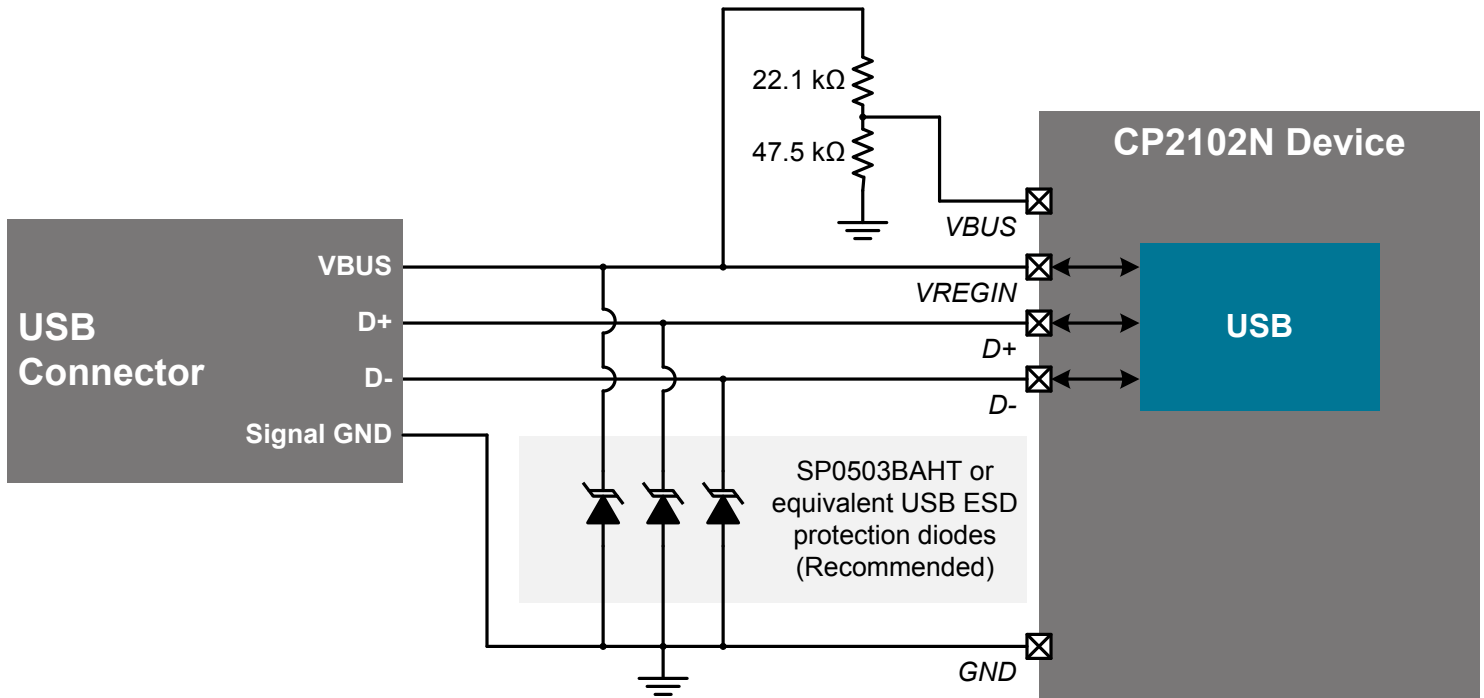 22.1 kΩ
47.5 kΩ
CP2102N Device
VBUS
VBUS
VREGIN
USB
Connector
D+
D+
USB
D-
D-
Signal GND
SP0503BAHT or
equivalent USB ESD
protection diodes
(Recommended)
GND